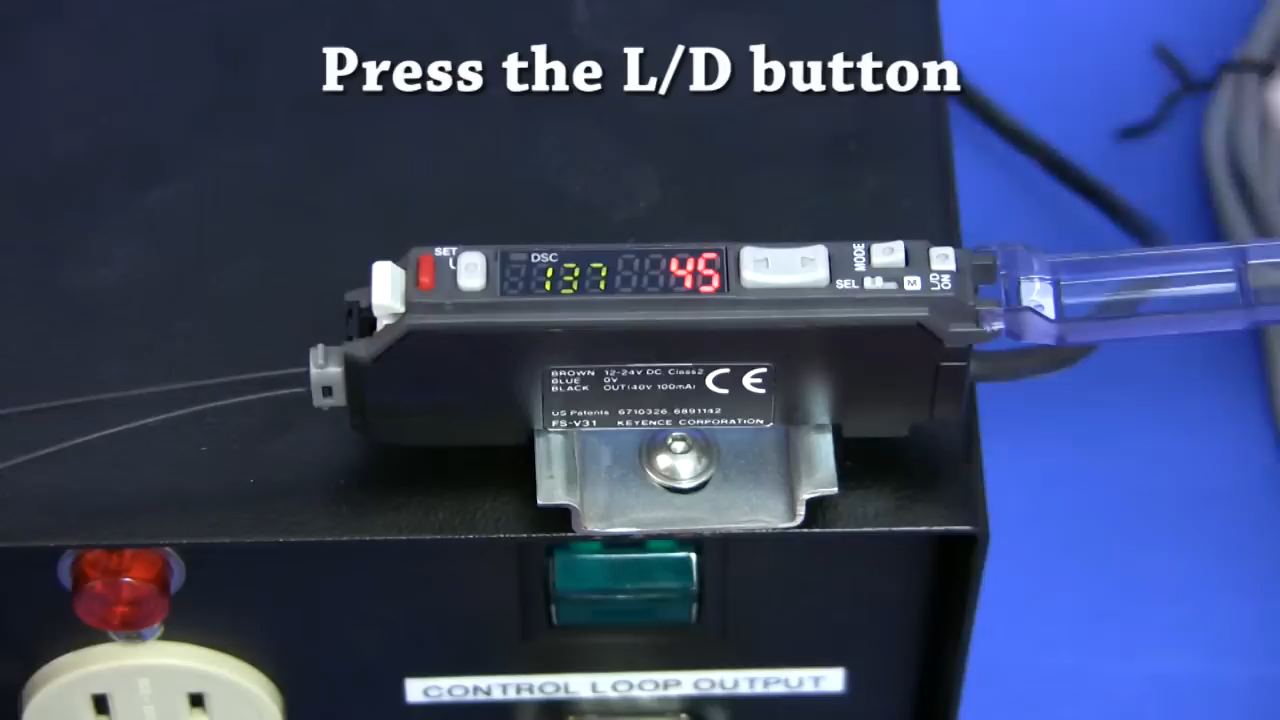 Press the L/D button
SET
DSC
137 45
MODE
SEL
M
L/D
ON
BROWN 12-24V DC, Class2
BLUE 0V
BLACK OUT(40V 100mA)
CE
US Patents 6710326, 6891142
FS-V31 KEYENCE CORPORATION
CONTROL LOOP OUTPUT